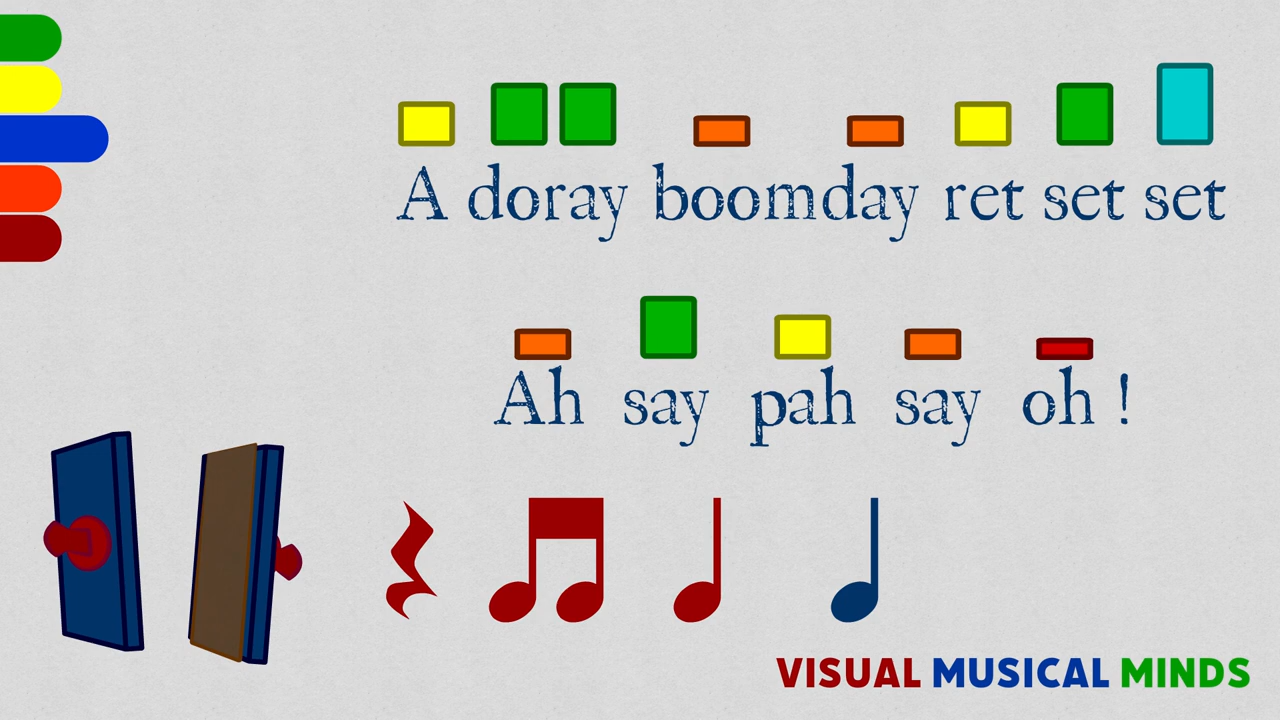 A doray boomday ret set set
Ah say pah say oh !
VISUAL MUSICAL MINDS